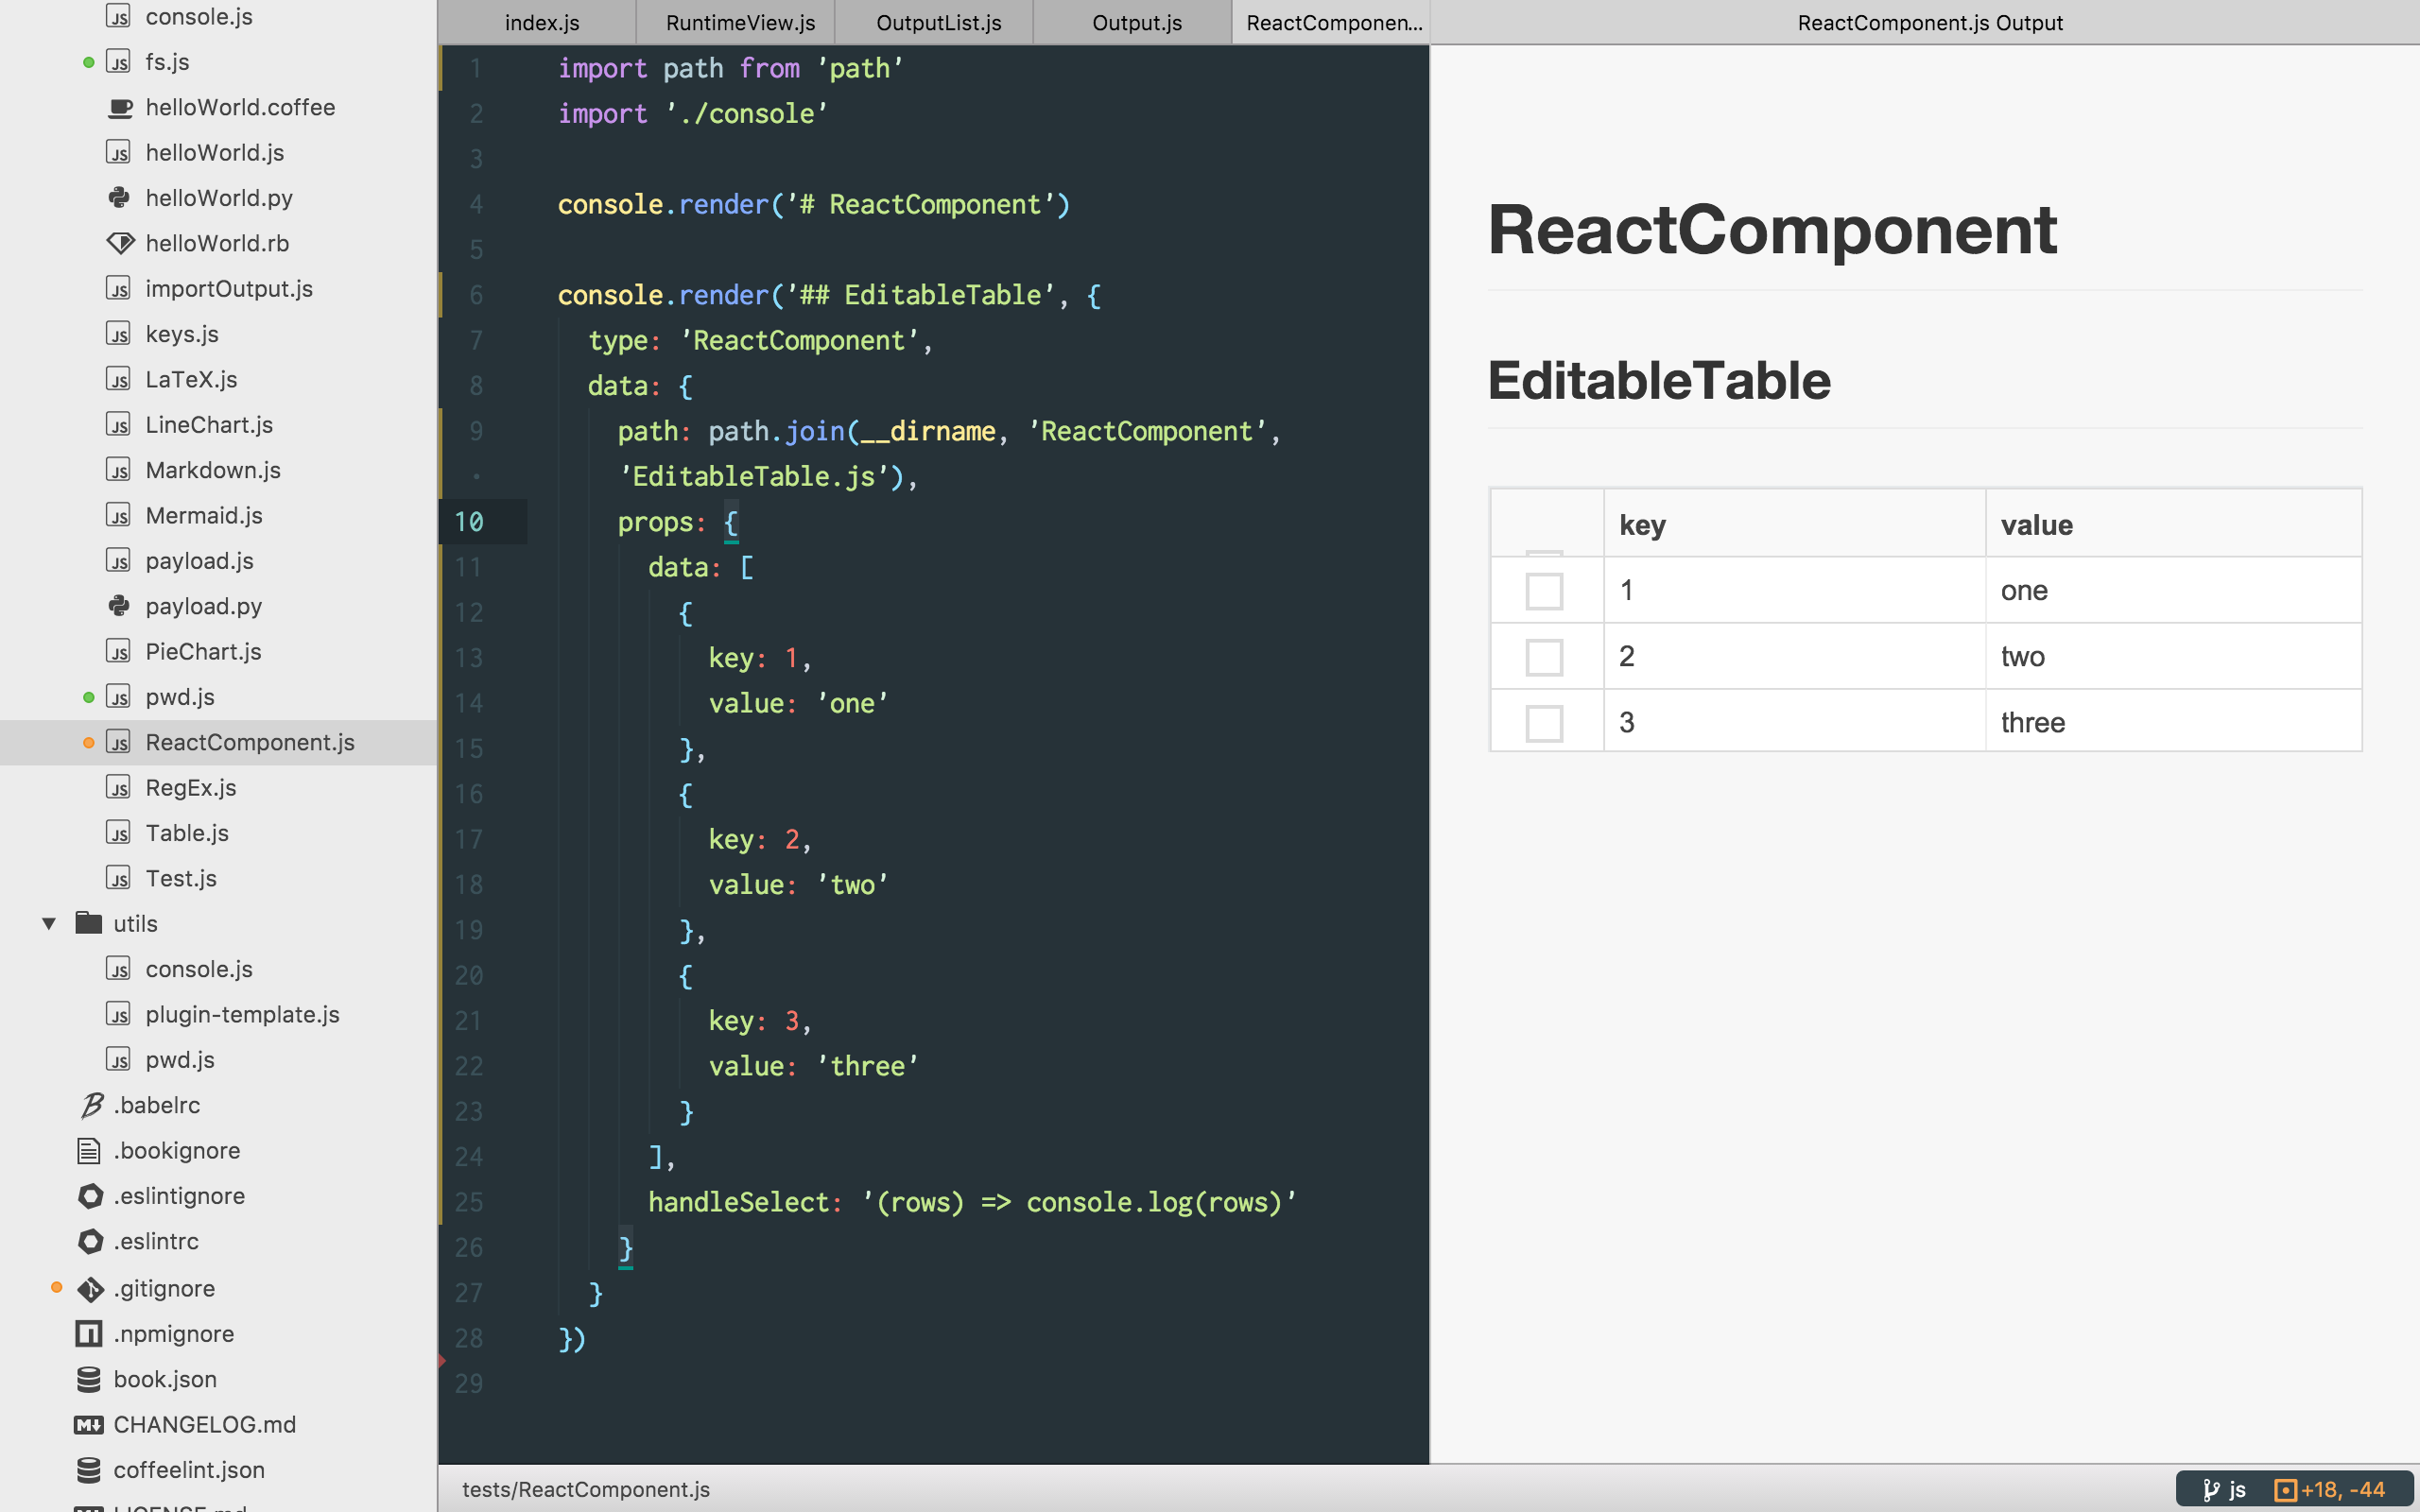 console.js
fs.js
helloWorld.coffee
helloWorld.js
helloWorld.py
helloWorld.rb
importOutput.js
keys.js
LaTeX.js
LineChart.js
Markdown.js
Mermaid.js
payload.js
payload.py
PieChart.js
pwd.js
ReactComponent.js
RegEx.js
Table.js
Test.js
utils
console.js
plugin-template.js
pwd.js
.babelrc
.bookignore
.eslintignore
.eslintrc
.gitignore
.npmignore
book.json
CHANGELOG.md
coffeelint.json
LICENSE.md
index.js RuntimeView.js OutputList.js Output.js ReactComponen...
1 import path from 'path'
2 import './console'
3
4 console.render('# ReactComponent')
5
6 console.render('## EditableTable', {
7 type: 'ReactComponent',
8 data: {
9 path: path.join(__dirname, 'ReactComponent',
• 'EditableTable.js'),
10 props: {
11 data: [
12 {
13 key: 1,
14 value: 'one'
15 },
16 {
17 key: 2,
18 value: 'two'
19 },
20 {
21 key: 3,
22 value: 'three'
23 }
24 ],
25 handleSelect: '(rows) => console.log(rows)'
26 }
27 }
28 })
29
ReactComponent.js Output
ReactComponent
EditableTable
key value
1 one
2 two
3 three
tests/ReactComponent.js
js +18, -44